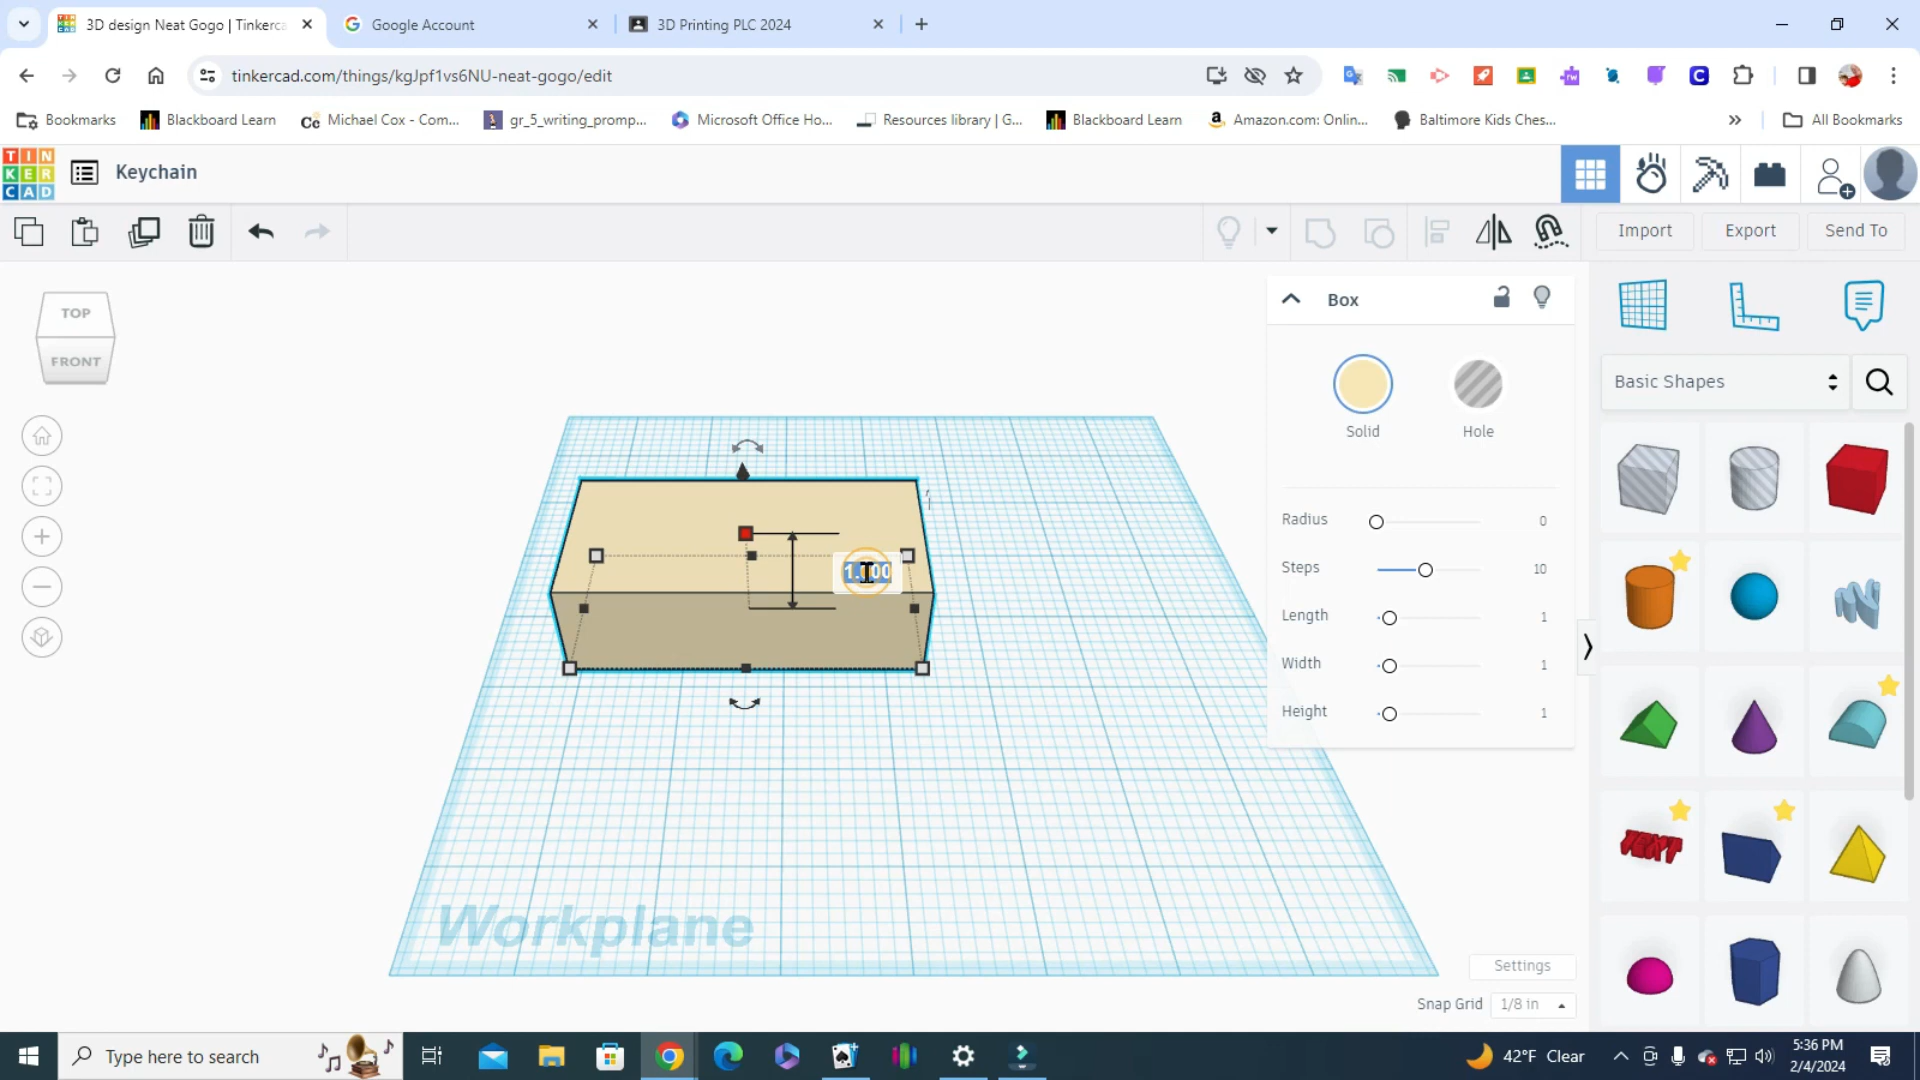 3D design Neat Gogo | Tinkerca
Google Account
3D Printing PLC 2024
tinkercad.com/things/kgJpf1vs6NU-neat-gogo/edit
Bookmarks
Blackboard Learn
Cc Michael Cox - Com...
gr_5_writing_promp...
Microsoft Office Ho...
Resources library | G...
Blackboard Learn
Amazon.com: Onlin...
Baltimore Kids Ches...
All Bookmarks
TIN
KER
CAD
Keychain
Import
Export
Send To
TOP
FRONT
Box
Solid
Hole
Radius 0
Steps 10
Length 1
Width 1
Height 1
Basic Shapes
TEXT
Workplane
Settings
Snap Grid 1/8 in
Type here to search
42°F Clear
5:36 PM
2/4/2024